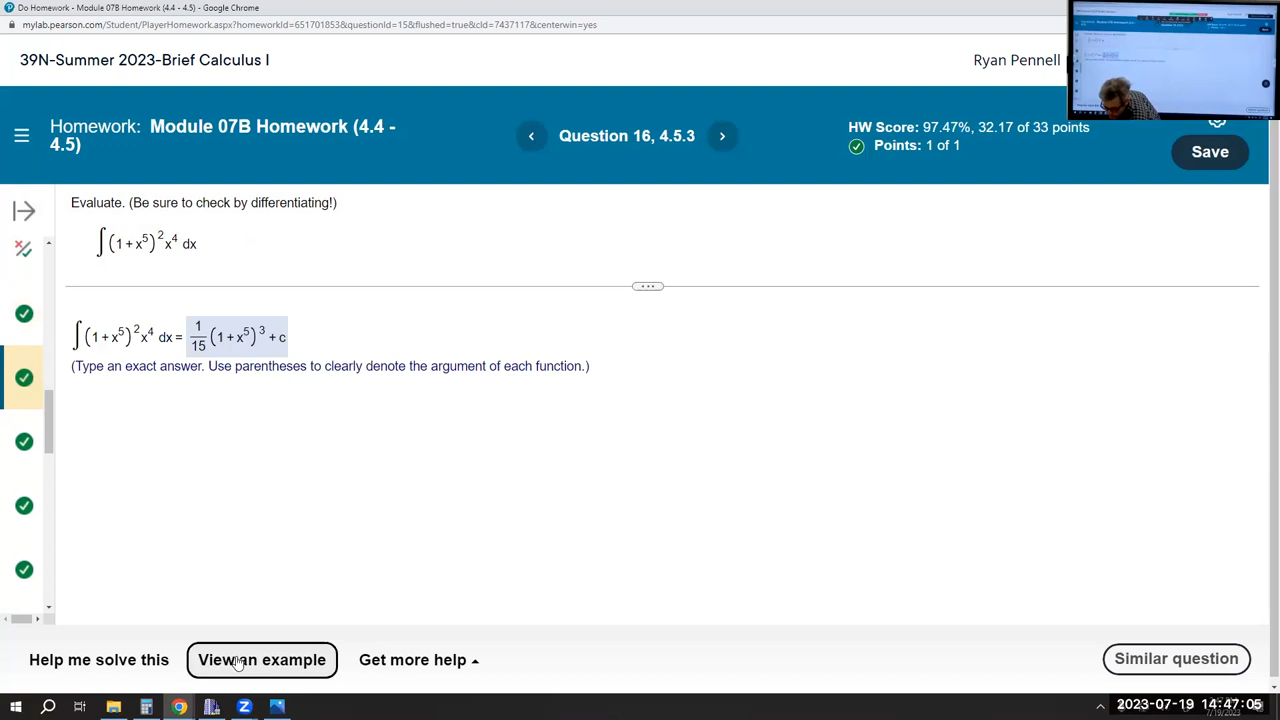 Do Homework - Module 07B Homework (4.4 - 4.5) - Google Chrome
mylab.pearson.com/Student/PlayerHomework.aspx?homeworkId=651701853&questionId=15&flushed=true&cId=7437117&centerwin=yes
39N-Summer 2023-Brief Calculus I
Ryan Pennell
Homework: Module 07B Homework (4.4 - 4.5)
Question 16, 4.5.3
HW Score: 97.47%, 32.17 of 33 points
Points: 1 of 1
Save
Evaluate. (Be sure to check by differentiating!)
∫(1 + x⁵)²x⁴ dx
∫(1 + x⁵)²x⁴ dx = 1/15 (1 + x⁵)³ + c
(Type an exact answer. Use parentheses to clearly denote the argument of each function.)
Help me solve this
View an example
Get more help
Similar question
2023-07-19 14:47:05